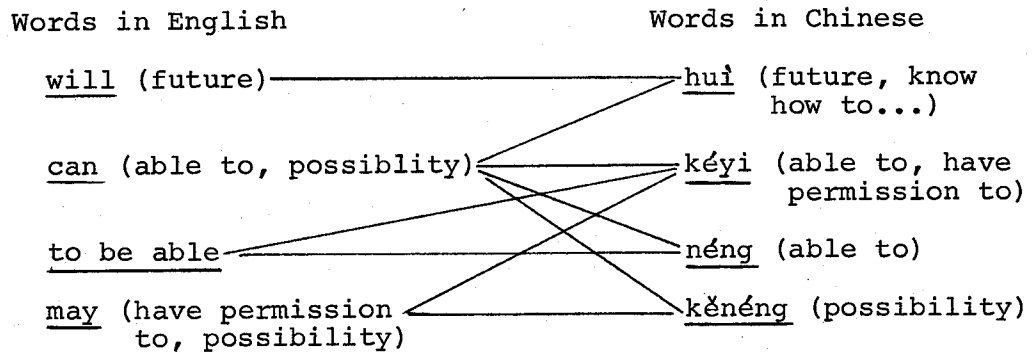 Words in English
will (future)
can (able to, possiblity)
to be able
may (have permission
to, possibility)
Words in Chinese
huì (future, know
how to...)
kéyi (able to, have
permission to)
néng (able to)
kěnéng (possibility)